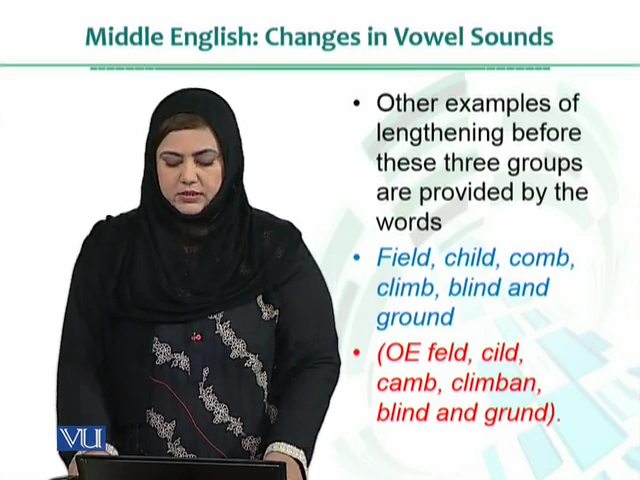 Middle English: Changes in Vowel Sounds
• Other examples of
lengthening before
these three groups
are provided by the
words
• Field, child, comb,
climb, blind and
ground
• (OE feld, cild,
camb, climban,
blind and grund).
VU